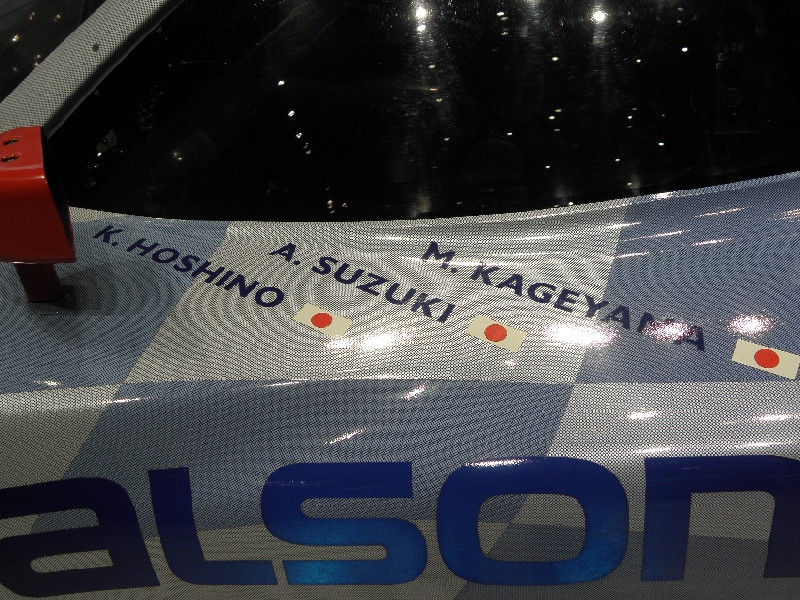 K. HOSHINO
A. SUZUKI
M. KAGEYAMA
alson